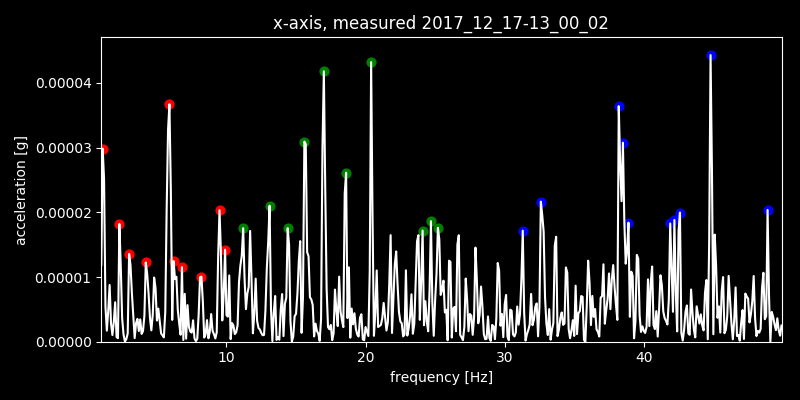 x-axis, measured 2017_12_17-13_00_02
acceleration [g]
0.00004
0.00003
0.00002
0.00001
0.00000
10 20 30 40
frequency [Hz]